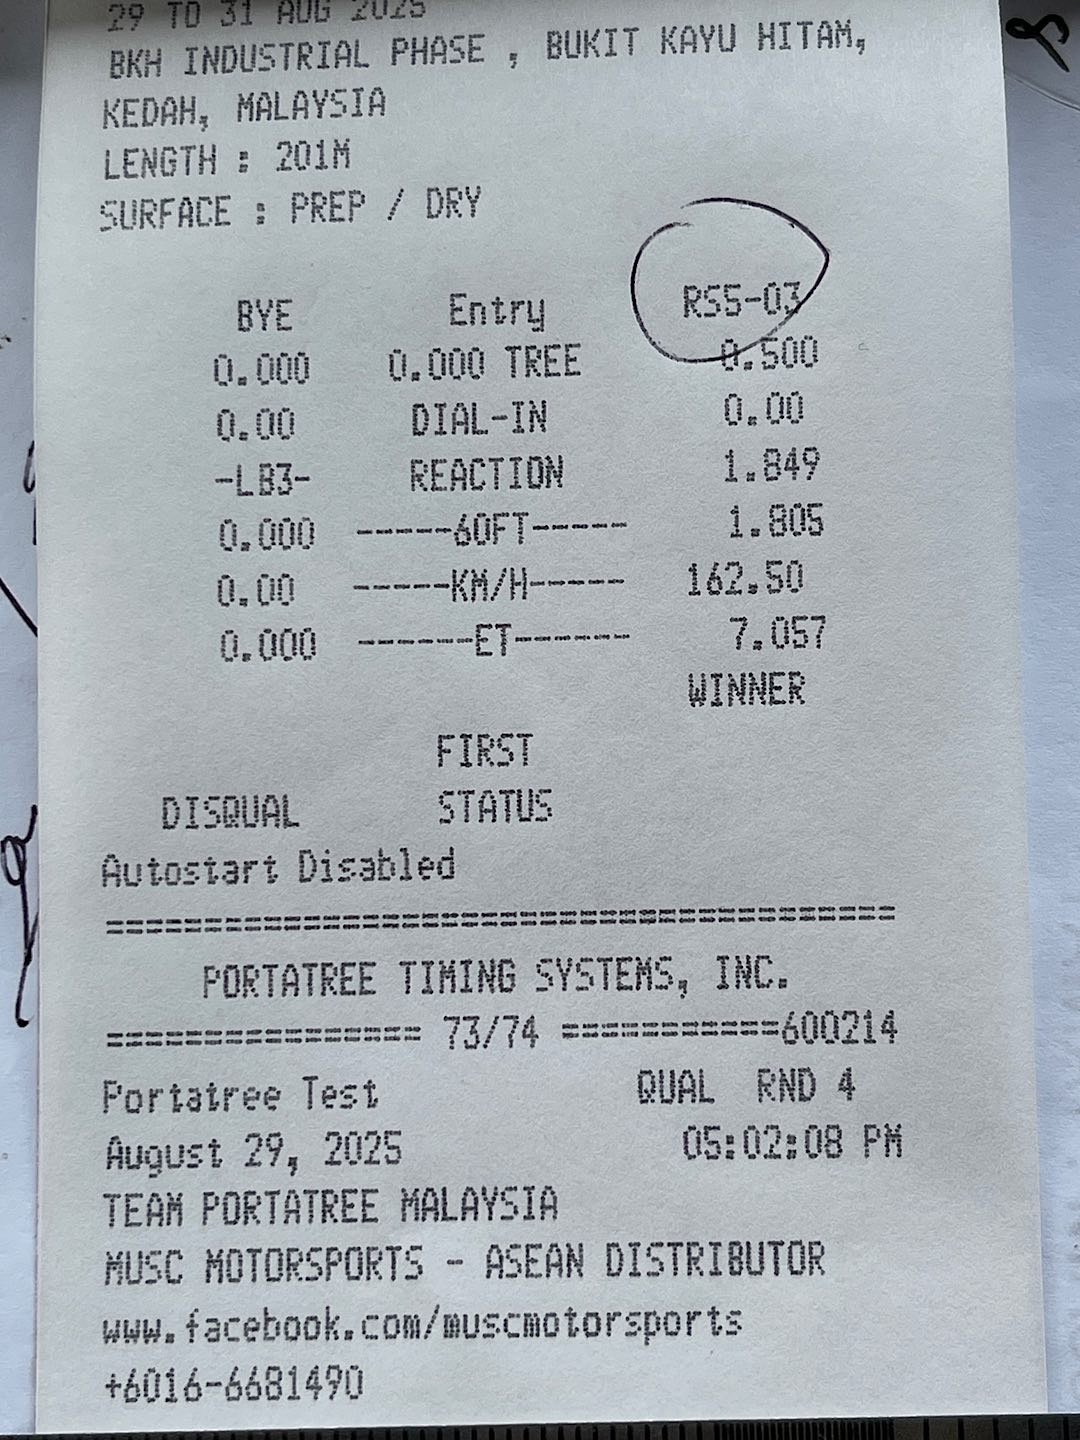 29 TO 31 AUG 2025
BKH INDUSTRIAL PHASE , BUKIT KAYU HITAM,
KEDAH, MALAYSIA
LENGTH : 201M
SURFACE : PREP / DRY
BYE Entry RS5-03
0.000 0.000 TREE 0.500
0.00 DIAL-IN 0.00
-LB3- REACTION 1.849
0.000 -----60FT----- 1.805
0.00 -----KM/H----- 162.50
0.000 ------ET------ 7.057
WINNER
FIRST
DISQUAL STATUS
Autostart Disabled
========================================
PORTATREE TIMING SYSTEMS, INC.
================ 73/74 ===========600214
Portatree Test QUAL RND 4
August 29, 2025 05:02:08 PM
TEAM PORTATREE MALAYSIA
MUSC MOTORSPORTS - ASEAN DISTRIBUTOR
www.facebook.com/muscmotorsports
+6016-6681490